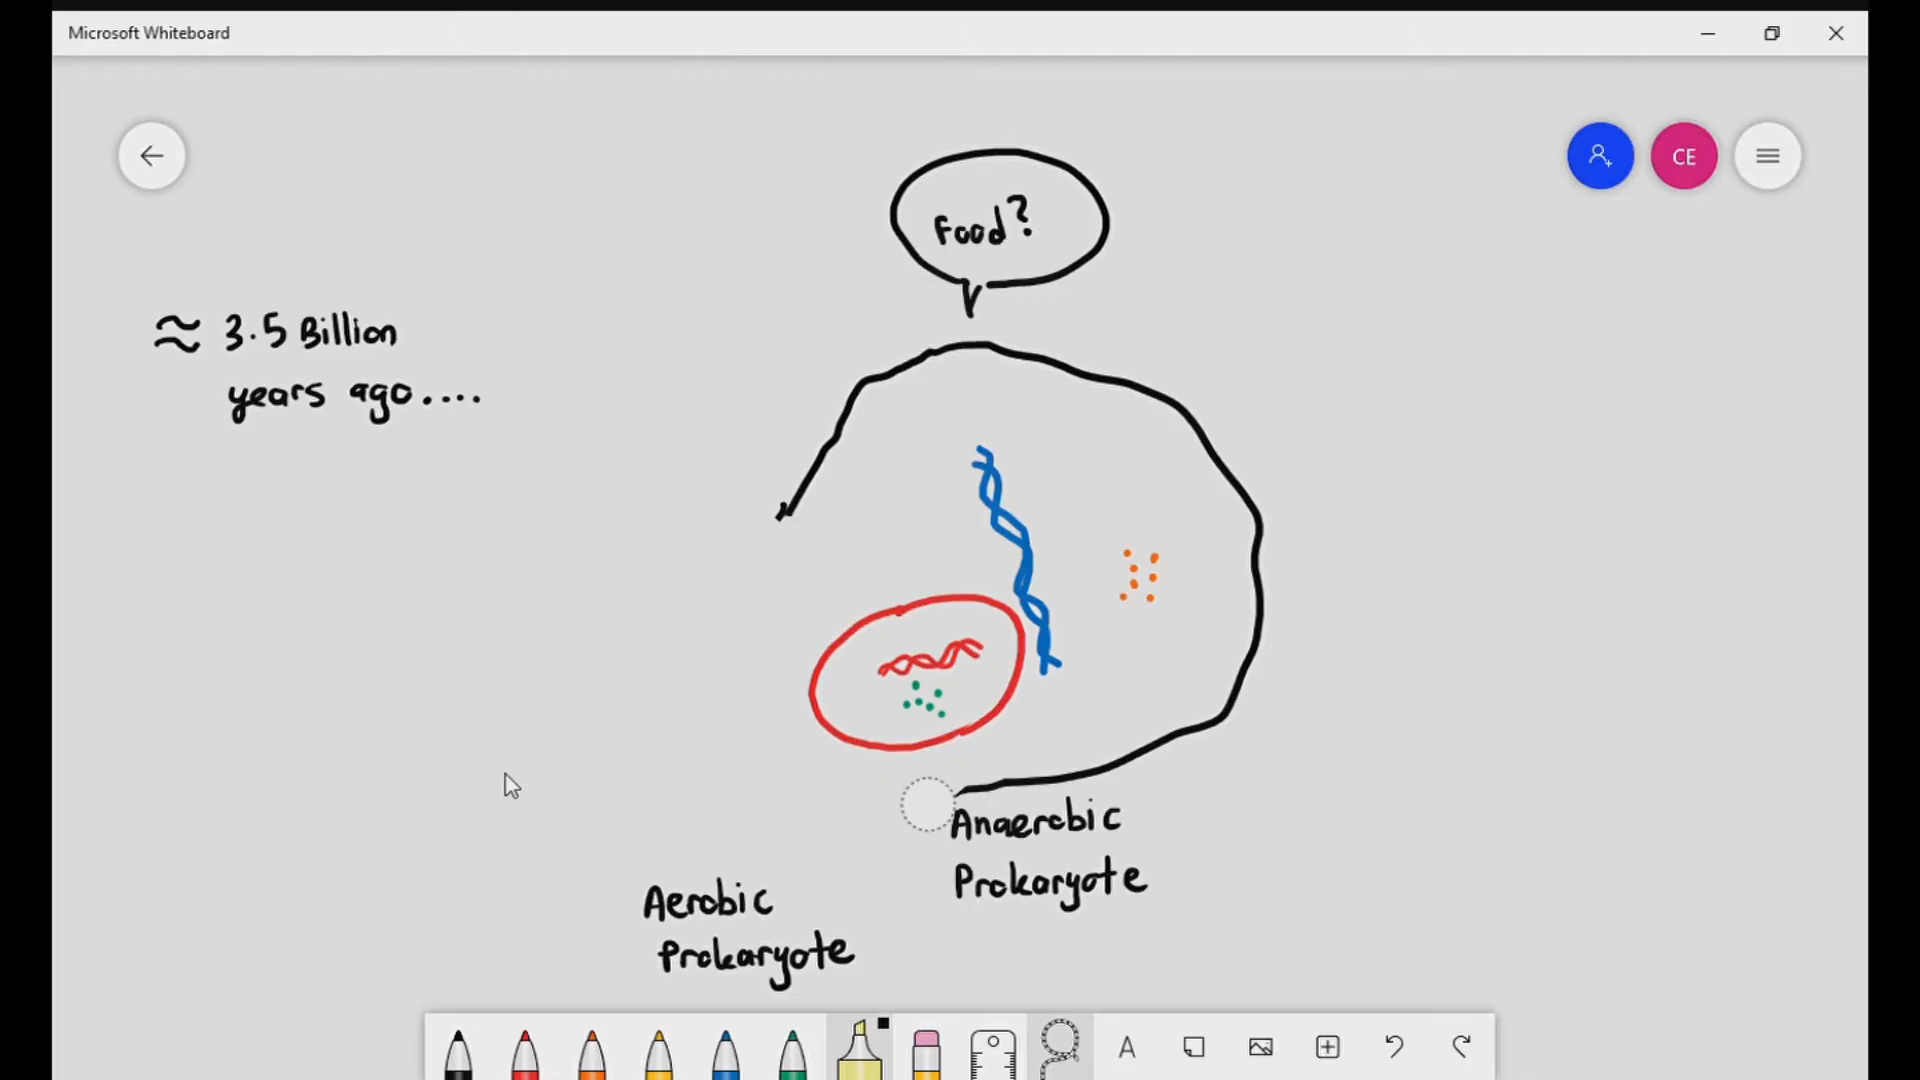 Microsoft Whiteboard
CE
Food?
≈ 3.5 Billion
years ago....
Anaerobic
Prokaryote
Aerobic
Prokaryote
A